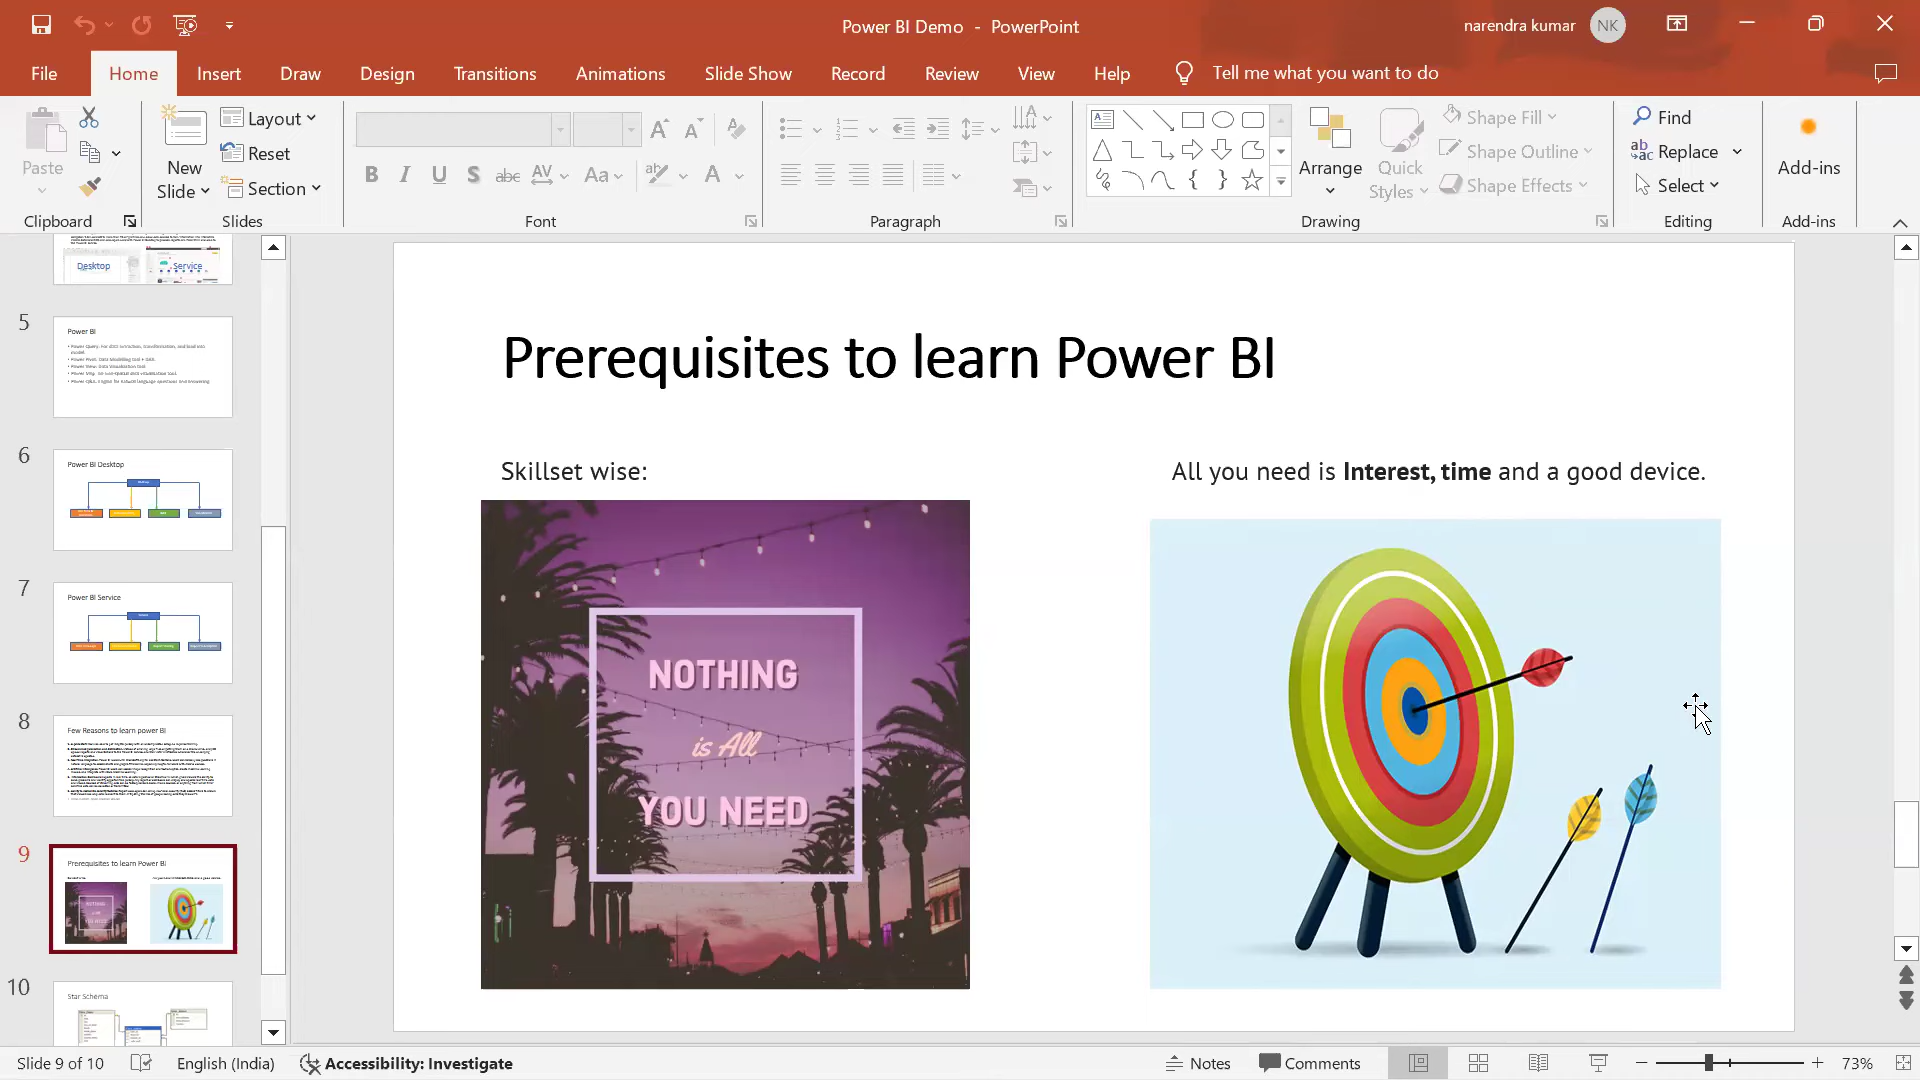 Power BI Demo - PowerPoint
narendra kumar NK
File Home Insert Draw Design Transitions Animations Slide Show Record Review View Help Tell me what you want to do
Paste
New Slide
Layout
Reset
Section
B I U S abc AV Aa A
Arrange
Quick Styles
Shape Fill
Shape Outline
Shape Effects
Find
Replace
Select
Add-ins
Clipboard Slides Font Paragraph Drawing Editing Add-ins
Desktop Service
5
Power BI
6
Power BI Desktop
7
Power BI Service
8
Few Reasons to learn power BI
9
Prerequisites to learn Power BI
10
Star Schema
Prerequisites to learn Power BI
Skillset wise:
All you need is Interest, time and a good device.
NOTHING
is All
YOU NEED
Slide 9 of 10 English (India) Accessibility: Investigate Notes Comments 73%